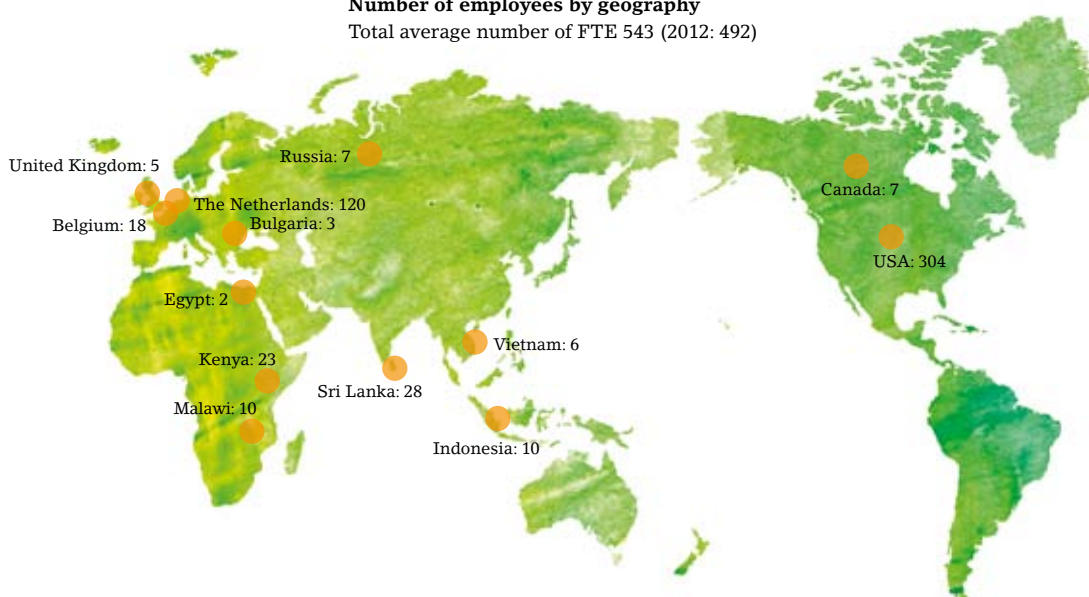 Number of employees by geography
Total average number of FTE 543 (2012: 492)
United Kingdom: 5
Russia: 7
The Netherlands: 120
Belgium: 18
Bulgaria: 3
Egypt: 2
Kenya: 23
Malawi: 10
Sri Lanka: 28
Vietnam: 6
Indonesia: 10
Canada: 7
USA: 304